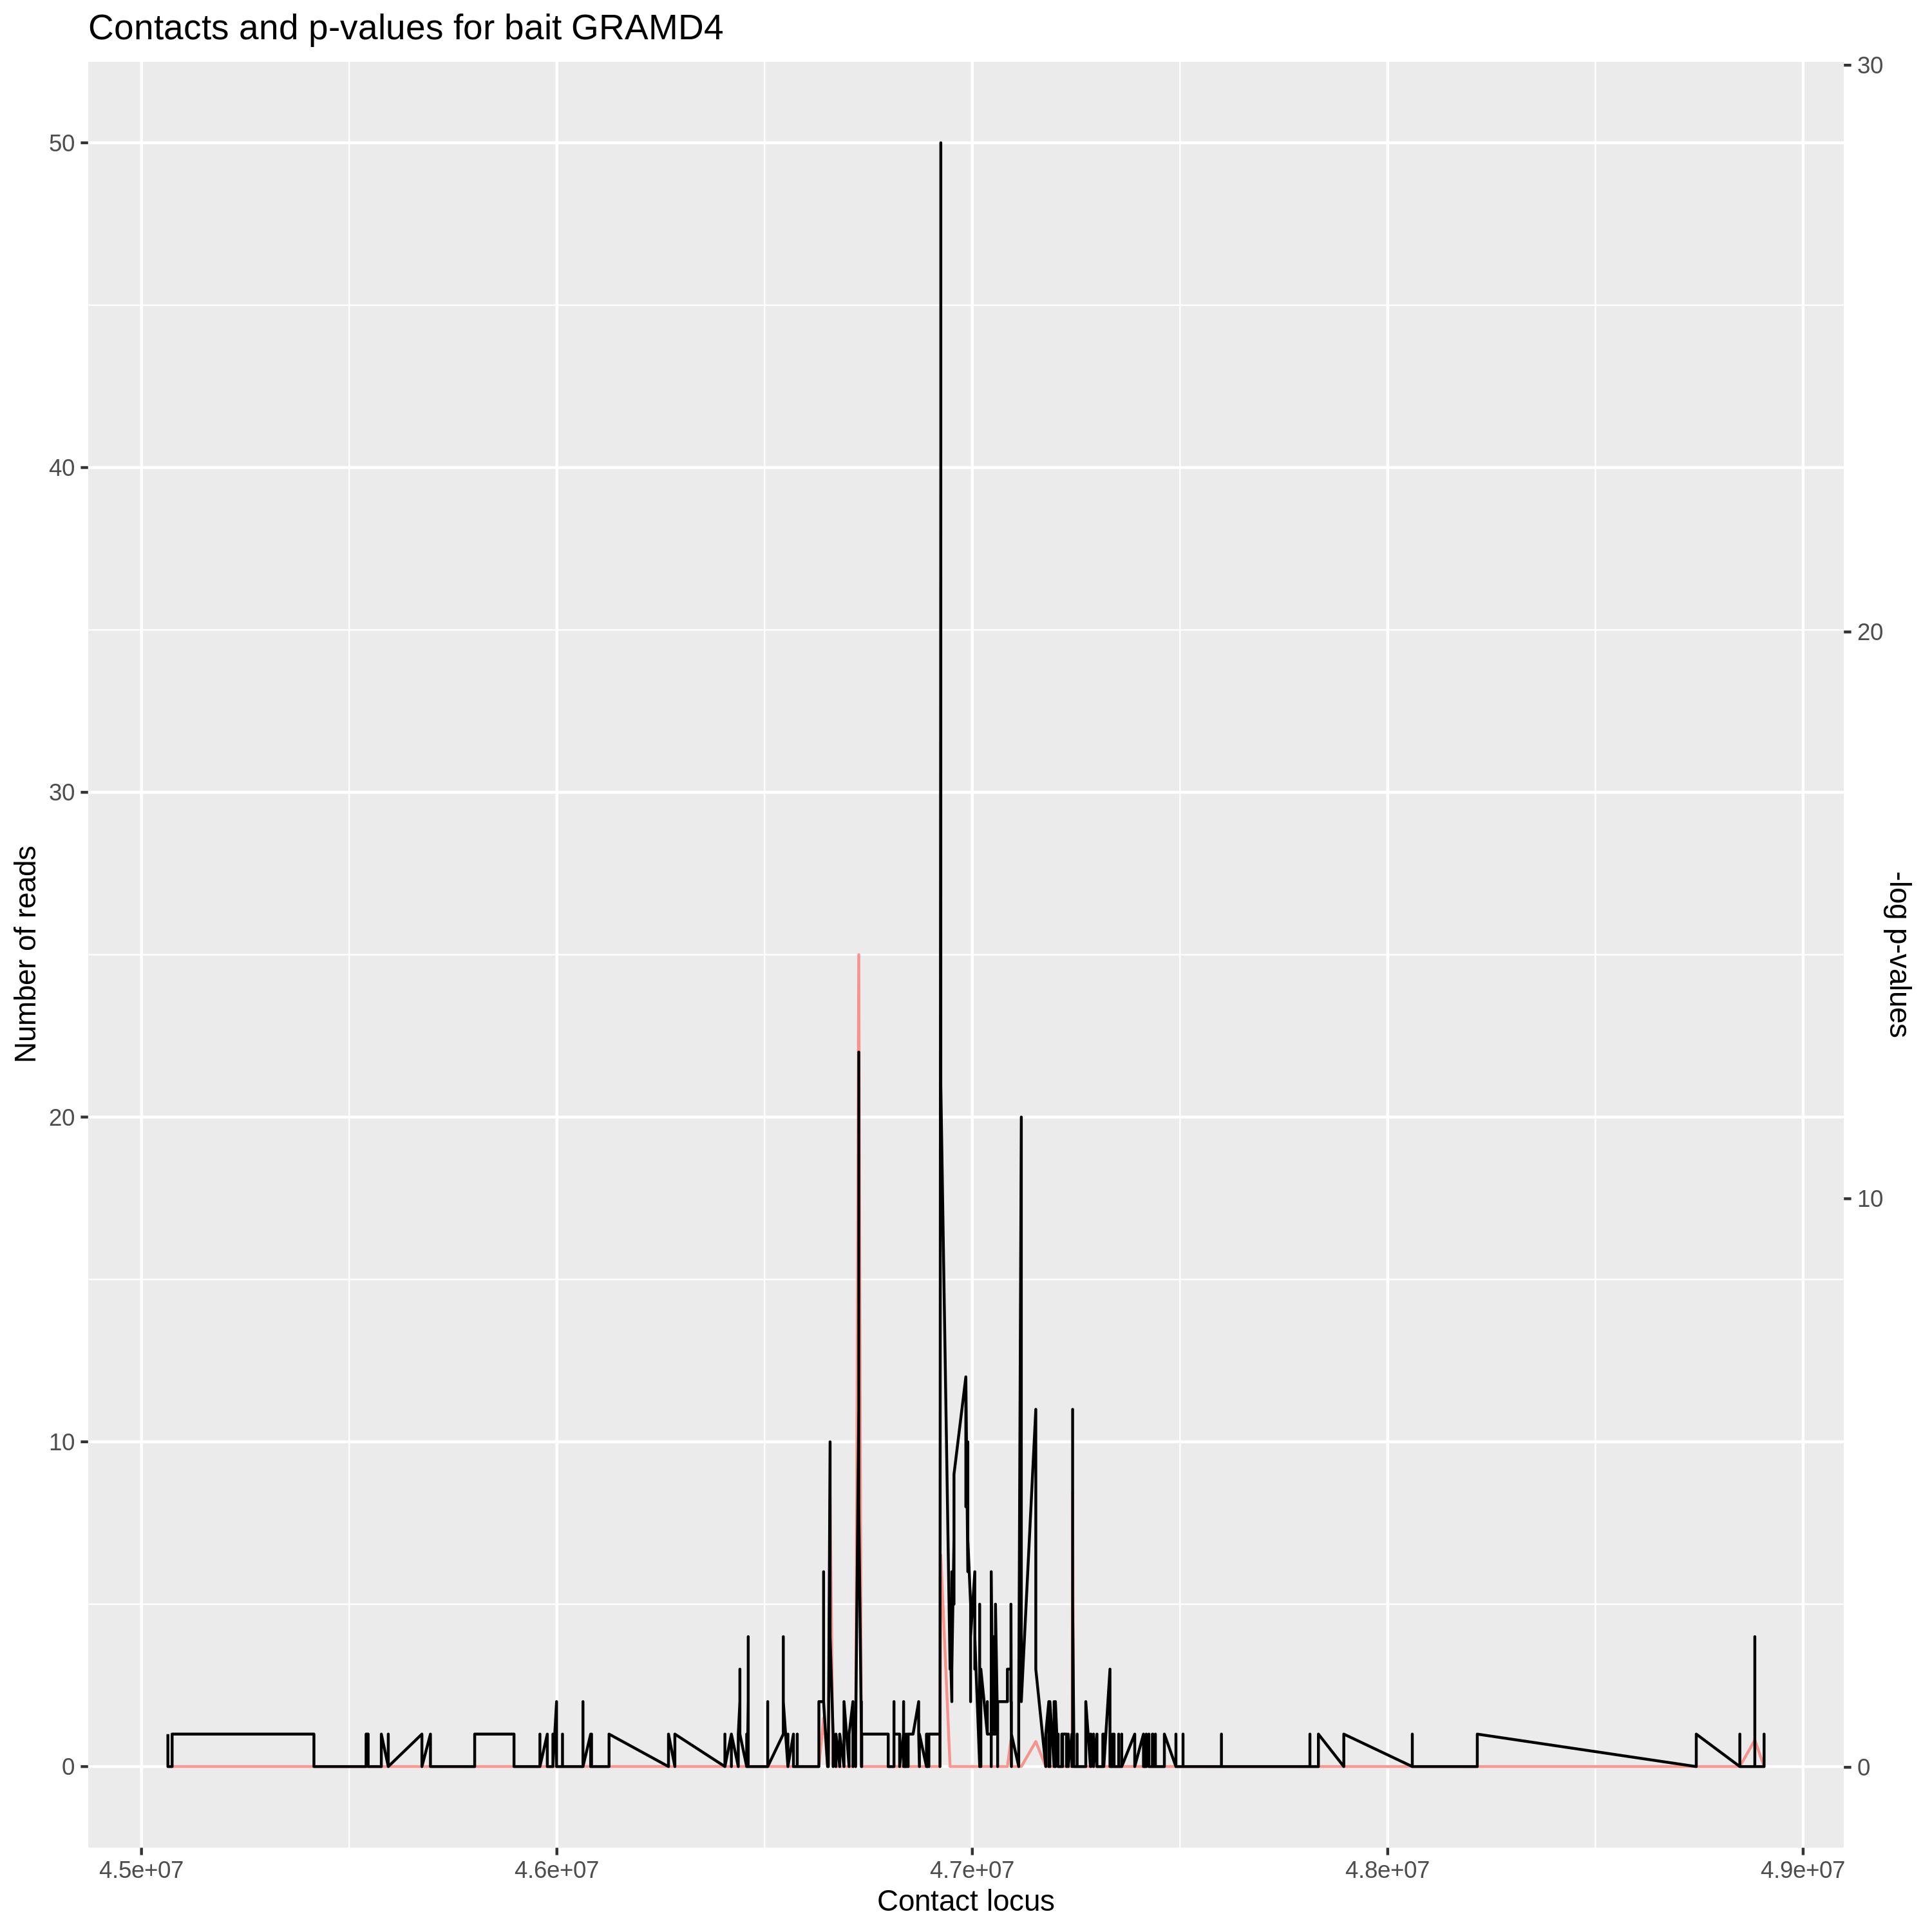 Contacts and p-values for bait GRAMD4
50
40
30
20
10
0
Number of reads
30
20
10
0
-log p-values
4.5e+07
4.6e+07
4.7e+07
4.8e+07
4.9e+07
Contact locus